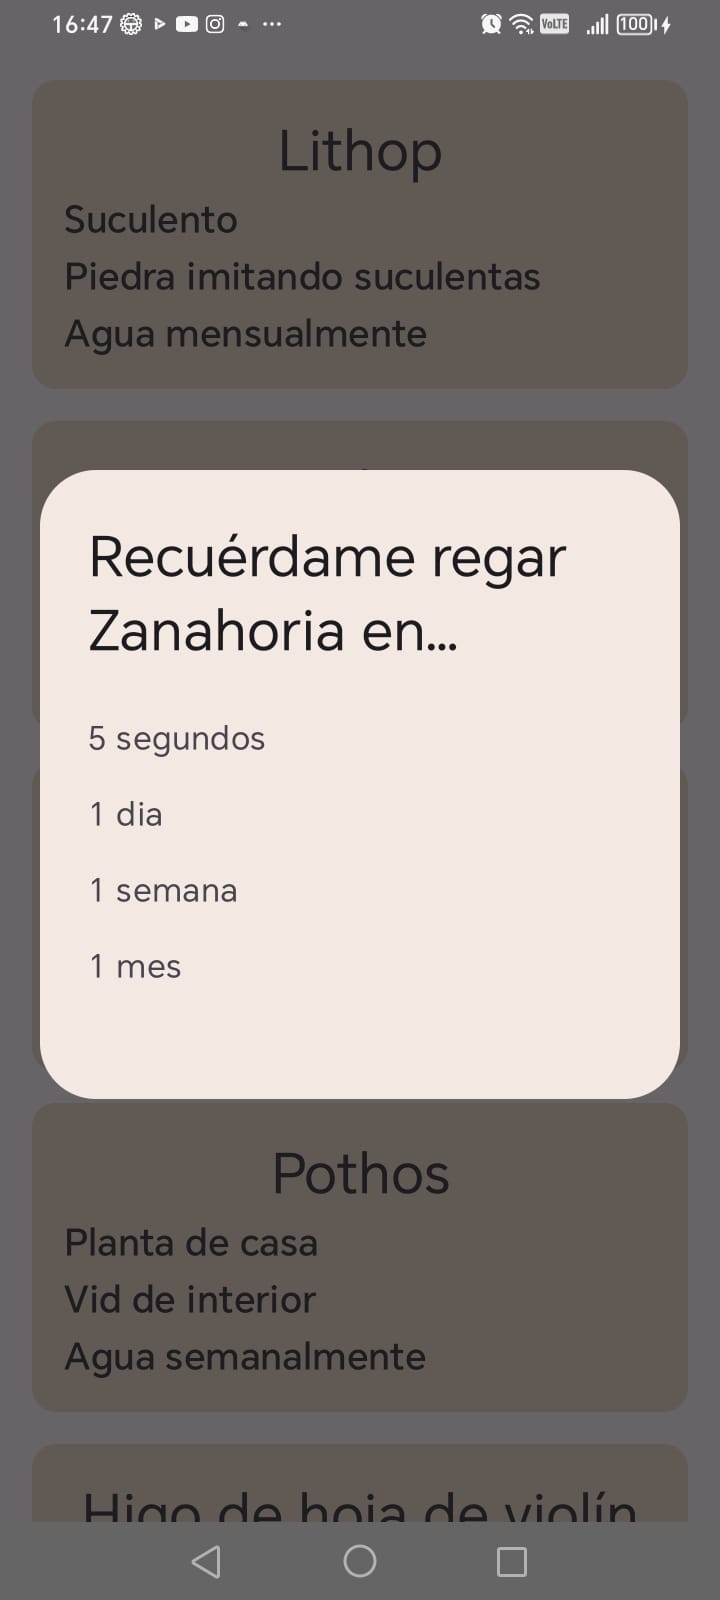 16:47
VoLTE
100
Lithop
Suculento
Piedra imitando suculentas
Agua mensualmente
Recuérdame regar
Zanahoria en...
5 segundos
1 dia
1 semana
1 mes
Pothos
Planta de casa
Vid de interior
Agua semanalmente
Higo de hoja de violín